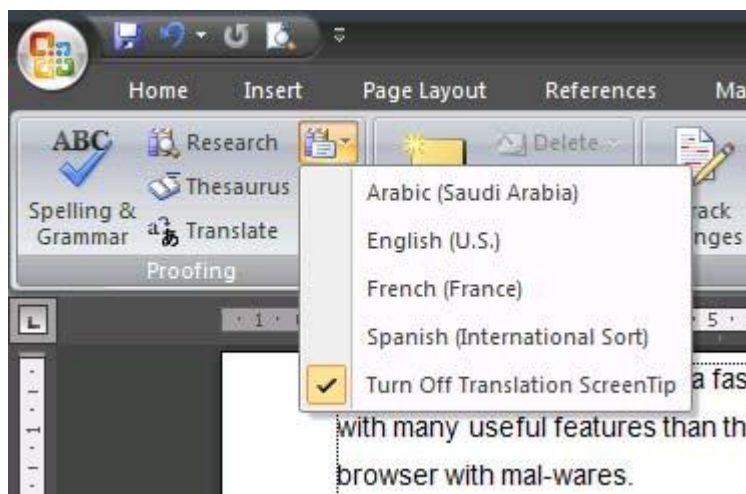 Home Insert Page Layout References Ma
ABC
Research
Delete
Thesaurus
Spelling &
Grammar
Translate
rack
nges
Proofing
Arabic (Saudi Arabia)
English (U.S.)
French (France)
Spanish (International Sort)
Turn Off Translation ScreenTip
L
1
5
a fas
with many useful features than th
browser with mal-wares.